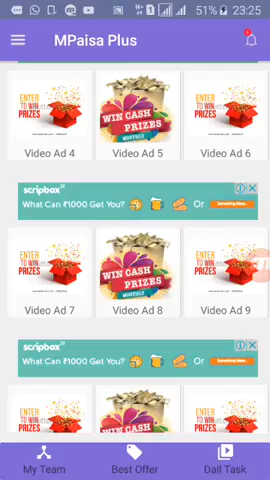 51% 23:25
MPaisa Plus
ENTER TO WIN PRIZES
WIN CASH PRIZES MONTHLY
ENTER TO WIN PRIZES
Video Ad 4
Video Ad 5
Video Ad 6
scripbox
What Can ₹1000 Get You? Or
ENTER TO WIN PRIZES
WIN CASH PRIZES MONTHLY
ENTER TO WIN PRIZES
Video Ad 7
Video Ad 8
Video Ad 9
scripbox
What Can ₹1000 Get You? Or
ENTER TO WIN PRIZES
WIN CASH
ENTER TO WIN PRIZES
My Team
Best Offer
Dail Task